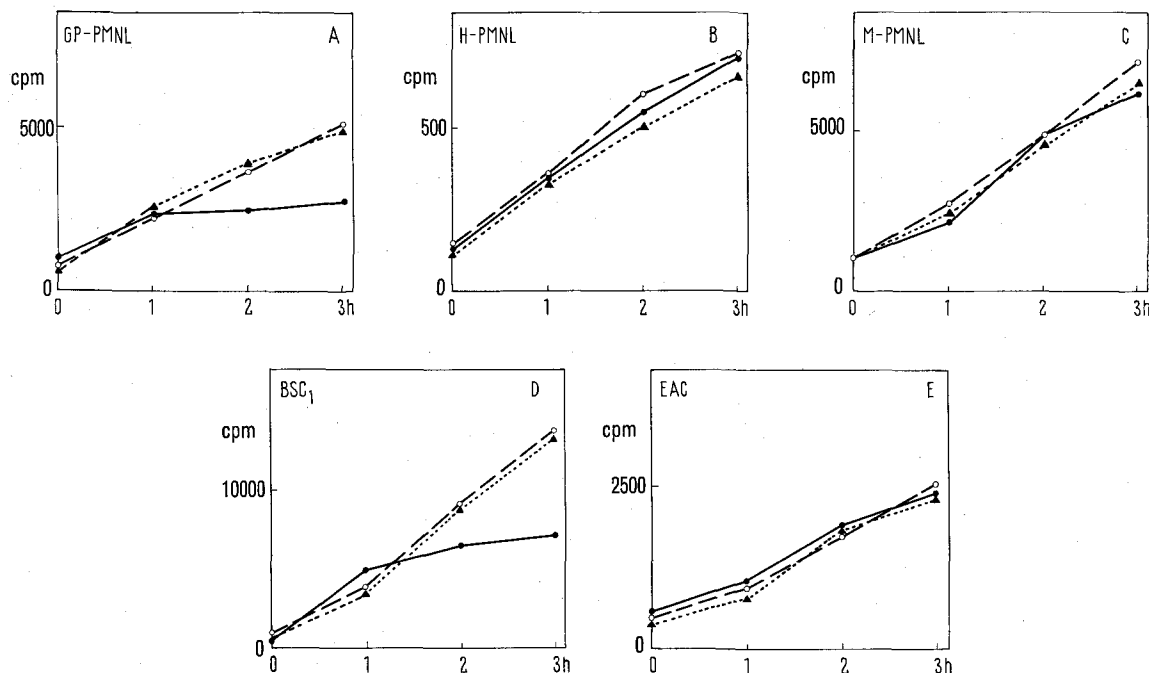 GP-PMNL A
cpm
5000
0
0 1 2 3h
H-PMNL B
cpm
500
0
0 1 2 3h
M-PMNL C
cpm
5000
0
0 1 2 3h
BSC1 D
cpm
10000
0
0 1 2 3h
EAC E
cpm
2500
0
0 1 2 3h